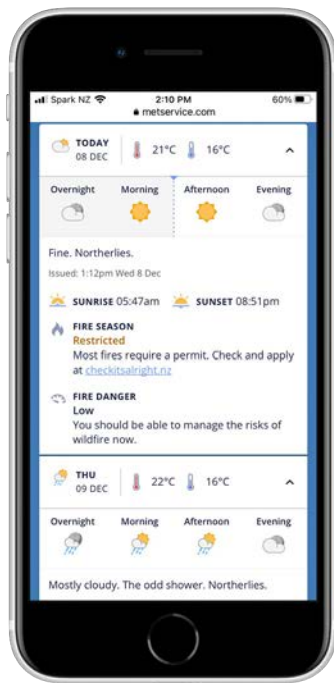 Spark NZ 2:10 PM 60%
metservice.com
TODAY
08 DEC 21°C 16°C
Overnight Morning Afternoon Evening
Fine. Northerlies.
Issued: 1:12pm Wed 8 Dec
SUNRISE 05:47am SUNSET 08:51pm
FIRE SEASON
Restricted
Most fires require a permit. Check and apply
at checkitsalright.nz
FIRE DANGER
Low
You should be able to manage the risks of
wildfire now.
THU
09 DEC 22°C 16°C
Overnight Morning Afternoon Evening
Mostly cloudy. The odd shower. Northerlies.